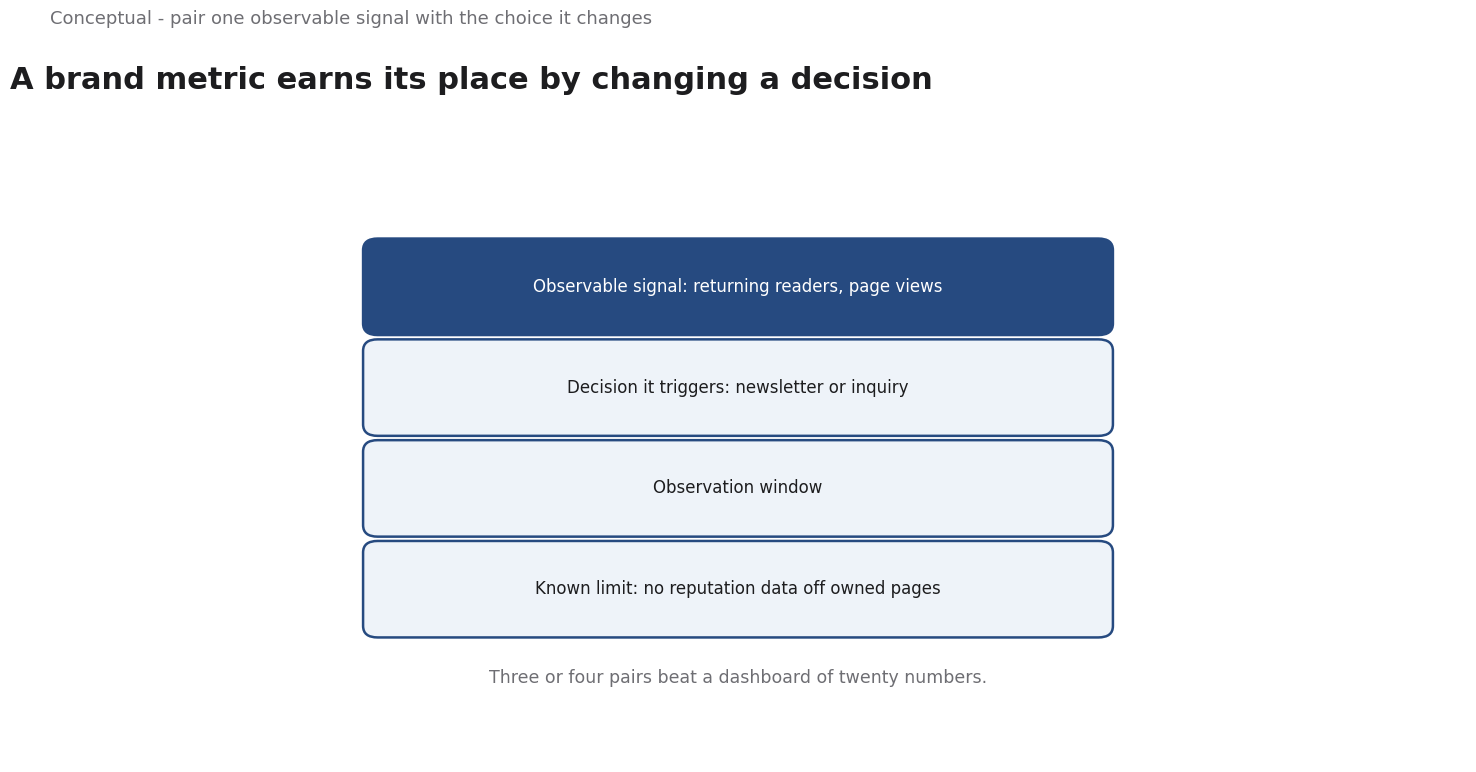 Conceptual - pair one observable signal with the choice it changes
A brand metric earns its place by changing a decision
Observable signal: returning readers, page views
Decision it triggers: newsletter or inquiry
Observation window
Known limit: no reputation data off owned pages
Three or four pairs beat a dashboard of twenty numbers.